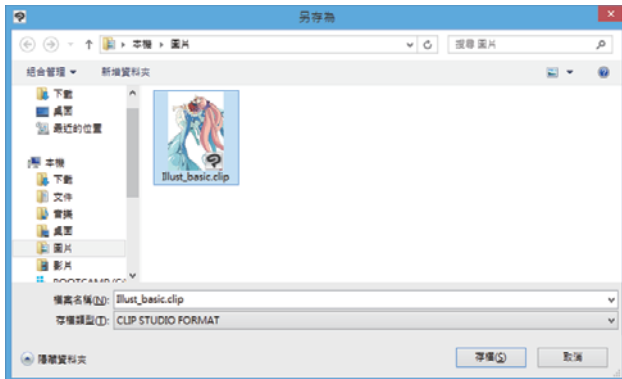 另存為
本機 ▸ 圖片
搜尋 圖片
組合管理 新增資料夾
下載
桌面
最近的位置
本機
下載
文件
音樂
桌面
圖片
影片
Illust_basic.clip
檔案名稱(N): Illust_basic.clip
存檔類型(T): CLIP STUDIO FORMAT
隱藏資料夾
存檔(S) 取消